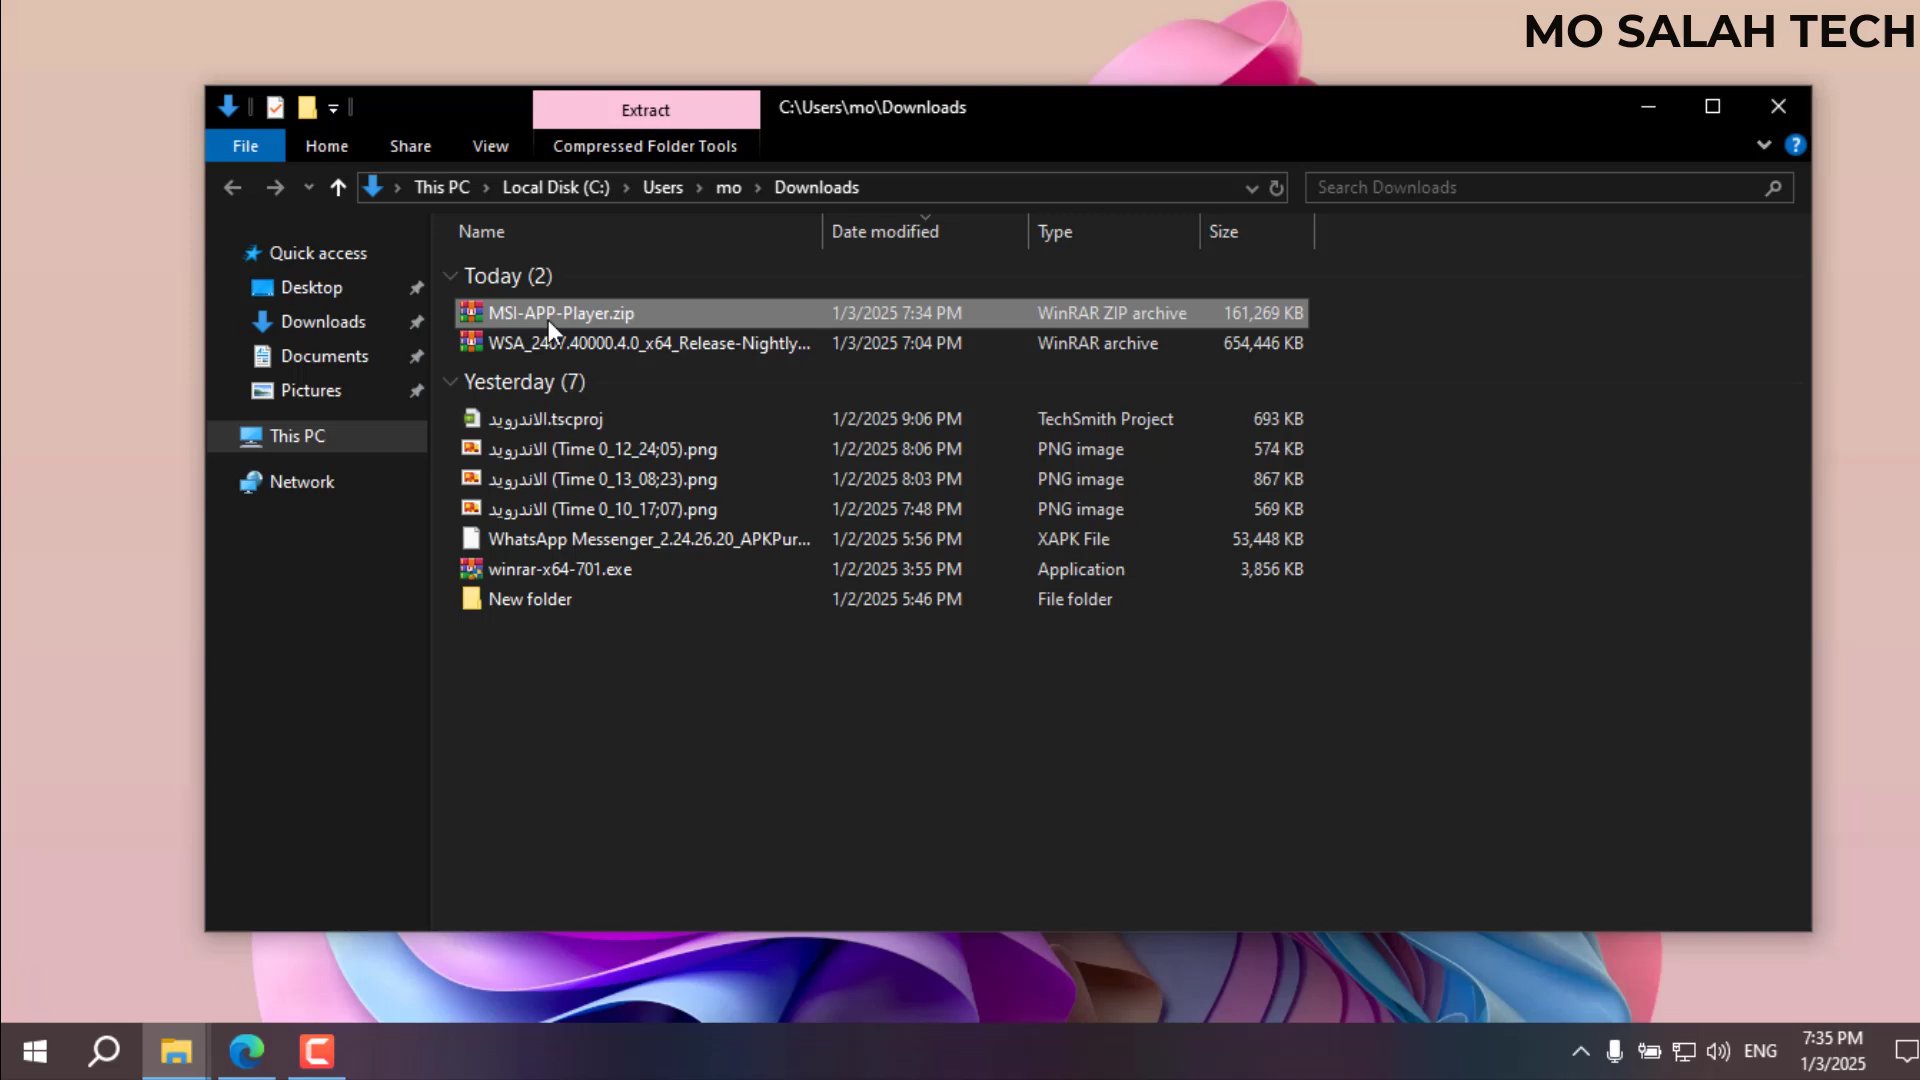 MO SALAH TECH
Extract
C:\Users\mo\Downloads
File
Home
Share
View
Compressed Folder Tools
This PC
Local Disk (C:)
Users
mo
Downloads
Search Downloads
Name
Date modified
Type
Size
Quick access
Desktop
Downloads
Documents
Pictures
This PC
Network
Today (2)
MSI-APP-Player.zip 1/3/2025 7:34 PM WinRAR ZIP archive 161,269 KB
WSA_2407.40000.4.0_x64_Release-Nightly... 1/3/2025 7:04 PM WinRAR archive 654,446 KB
Yesterday (7)
الاندرويد.tscproj 1/2/2025 9:06 PM TechSmith Project 693 KB
الاندرويد (Time 0_12_24;05).png 1/2/2025 8:06 PM PNG image 574 KB
الاندرويد (Time 0_13_08;23).png 1/2/2025 8:03 PM PNG image 867 KB
الاندرويد (Time 0_10_17;07).png 1/2/2025 7:48 PM PNG image 569 KB
WhatsApp Messenger_2.24.26.20_APKPur... 1/2/2025 5:56 PM XAPK File 53,448 KB
winrar-x64-701.exe 1/2/2025 3:55 PM Application 3,856 KB
New folder 1/2/2025 5:46 PM File folder
ENG
7:35 PM
1/3/2025